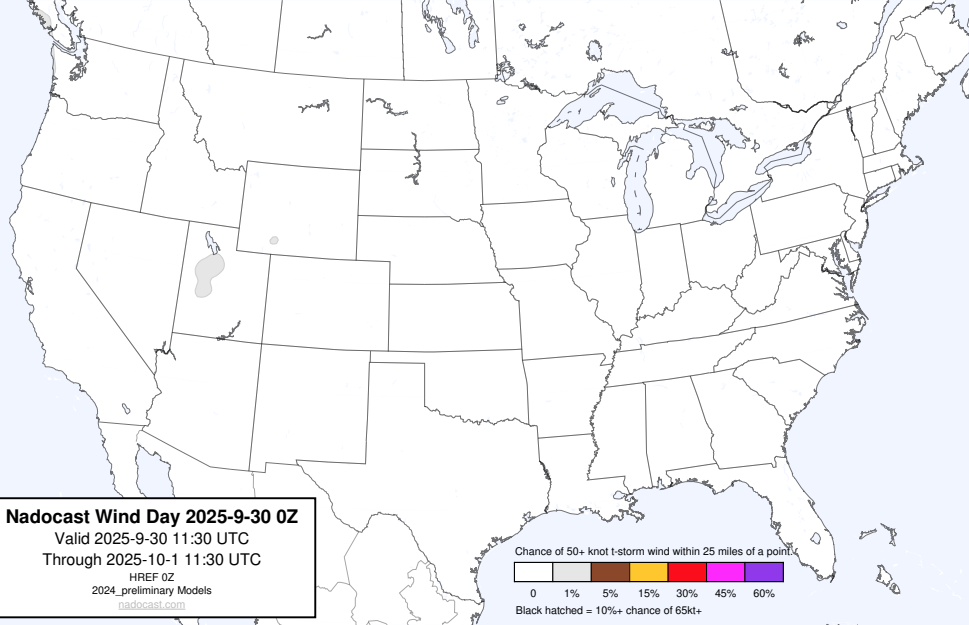 Nadocast Wind Day 2025-9-30 0Z
Valid 2025-9-30 11:30 UTC
Through 2025-10-1 11:30 UTC
HREF 0Z
2024_preliminary Models
nadocast.com
Chance of 50+ knot t-storm wind within 25 miles of a point.
0 1% 5% 15% 30% 45% 60%
Black hatched = 10%+ chance of 65kt+